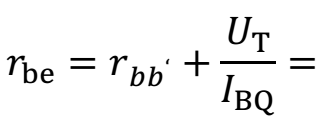 r_be = r_bb‘ + U_T / I_BQ =